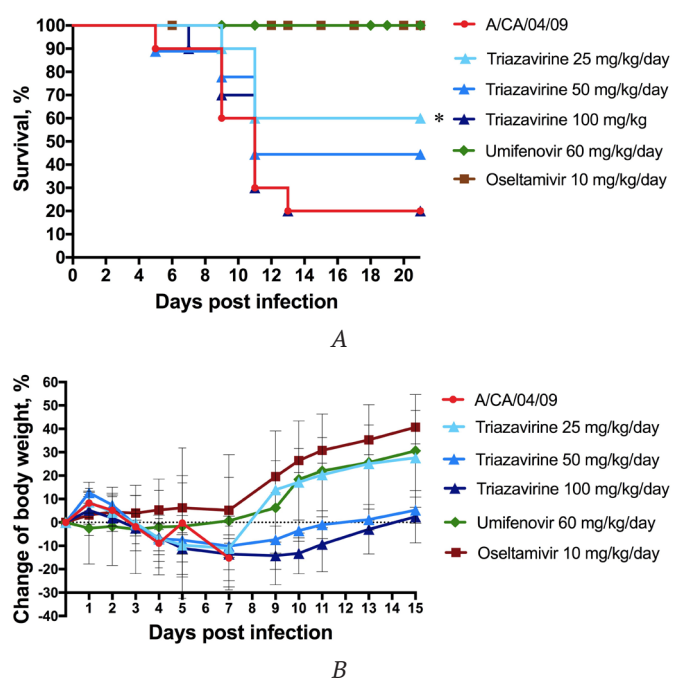 100
90
80
70
60
50
40
30
20
10
0
Survival, %
0 2 4 6 8 10 12 14 16 18 20
Days post infection
*
A/CA/04/09
Triazavirine 25 mg/kg/day
Triazavirine 50 mg/kg/day
Triazavirine 100 mg/kg
Umifenovir 60 mg/kg/day
Oseltamivir 10 mg/kg/day
A
60
50
40
30
20
10
0
-10
-20
-30
-40
Change of body weight, %
1 2 3 4 5 6 7 8 9 10 11 12 13 14 15
Days post infection
A/CA/04/09
Triazavirine 25 mg/kg/day
Triazavirine 50 mg/kg/day
Triazavirine 100 mg/kg/day
Umifenovir 60 mg/kg/day
Oseltamivir 10 mg/kg/day
B